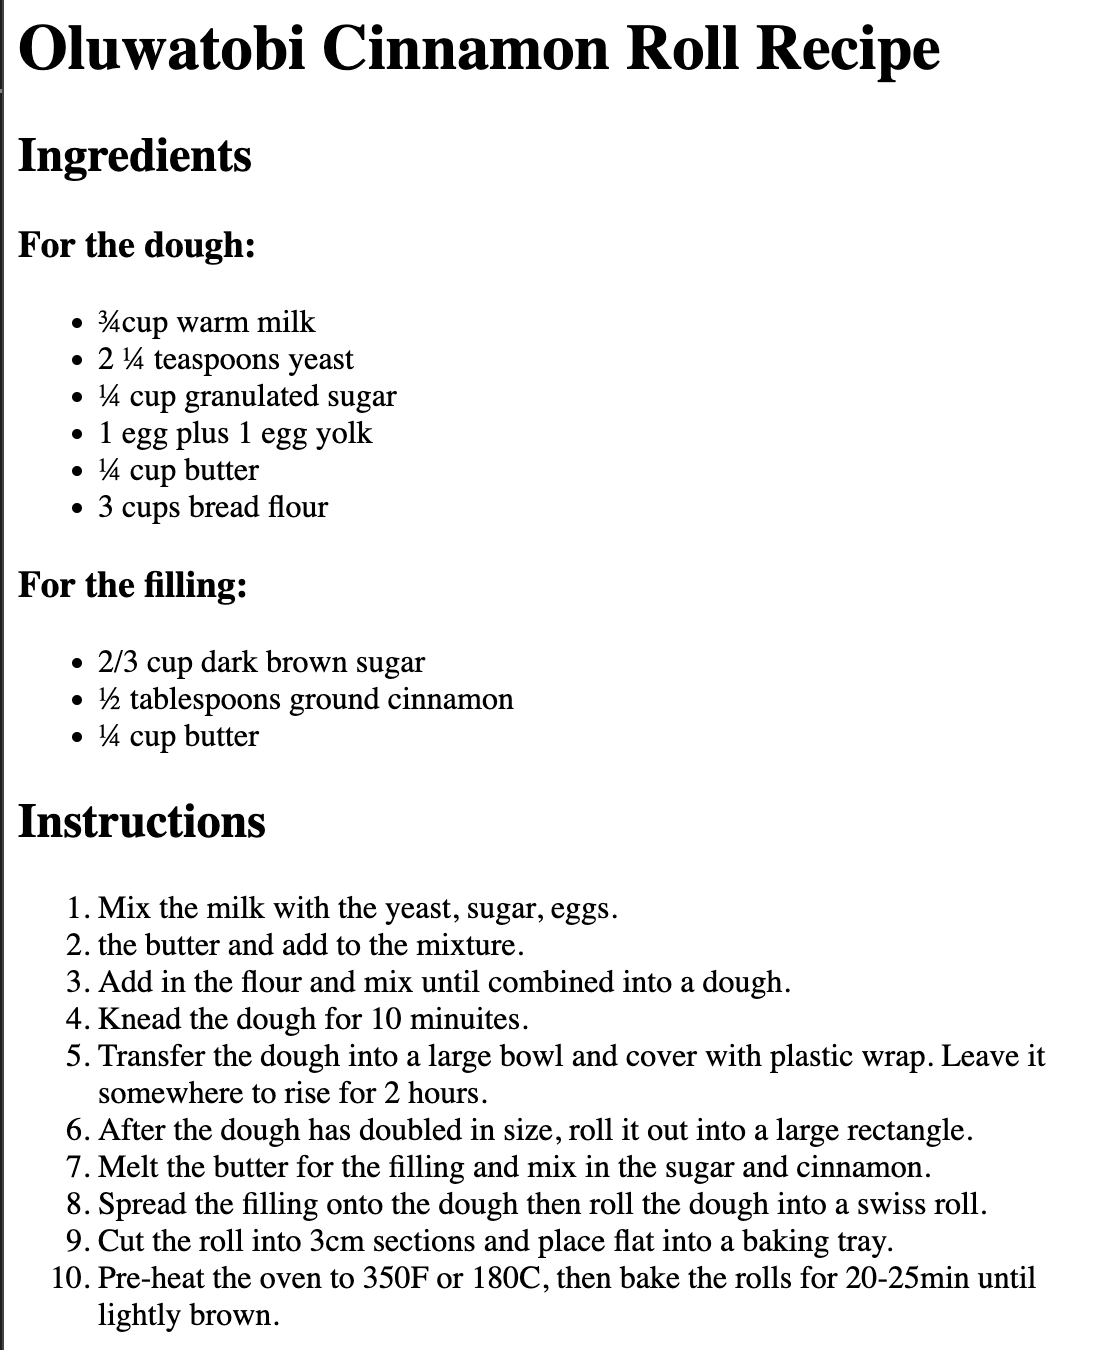 Oluwatobi Cinnamon Roll Recipe
Ingredients
For the dough:
• ¾cup warm milk
• 2 ¼ teaspoons yeast
• ¼ cup granulated sugar
• 1 egg plus 1 egg yolk
• ¼ cup butter
• 3 cups bread flour
For the filling:
• 2/3 cup dark brown sugar
• ½ tablespoons ground cinnamon
• ¼ cup butter
Instructions
1. Mix the milk with the yeast, sugar, eggs.
2. the butter and add to the mixture.
3. Add in the flour and mix until combined into a dough.
4. Knead the dough for 10 minuites.
5. Transfer the dough into a large bowl and cover with plastic wrap. Leave it
somewhere to rise for 2 hours.
6. After the dough has doubled in size, roll it out into a large rectangle.
7. Melt the butter for the filling and mix in the sugar and cinnamon.
8. Spread the filling onto the dough then roll the dough into a swiss roll.
9. Cut the roll into 3cm sections and place flat into a baking tray.
10. Pre-heat the oven to 350F or 180C, then bake the rolls for 20-25min until
lightly brown.